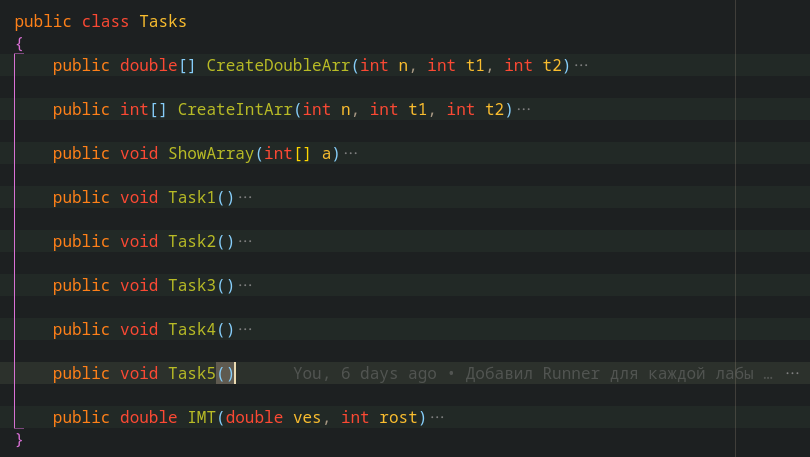 public class Tasks
{
public double[] CreateDoubleArr(int n, int t1, int t2)···
public int[] CreateIntArr(int n, int t1, int t2)···
public void ShowArray(int[] a)···
public void Task1()···
public void Task2()···
public void Task3()···
public void Task4()···
public void Task5() You, 6 days ago • Добавил Runner для каждой лабы … ···
public double IMT(double ves, int rost)···
}